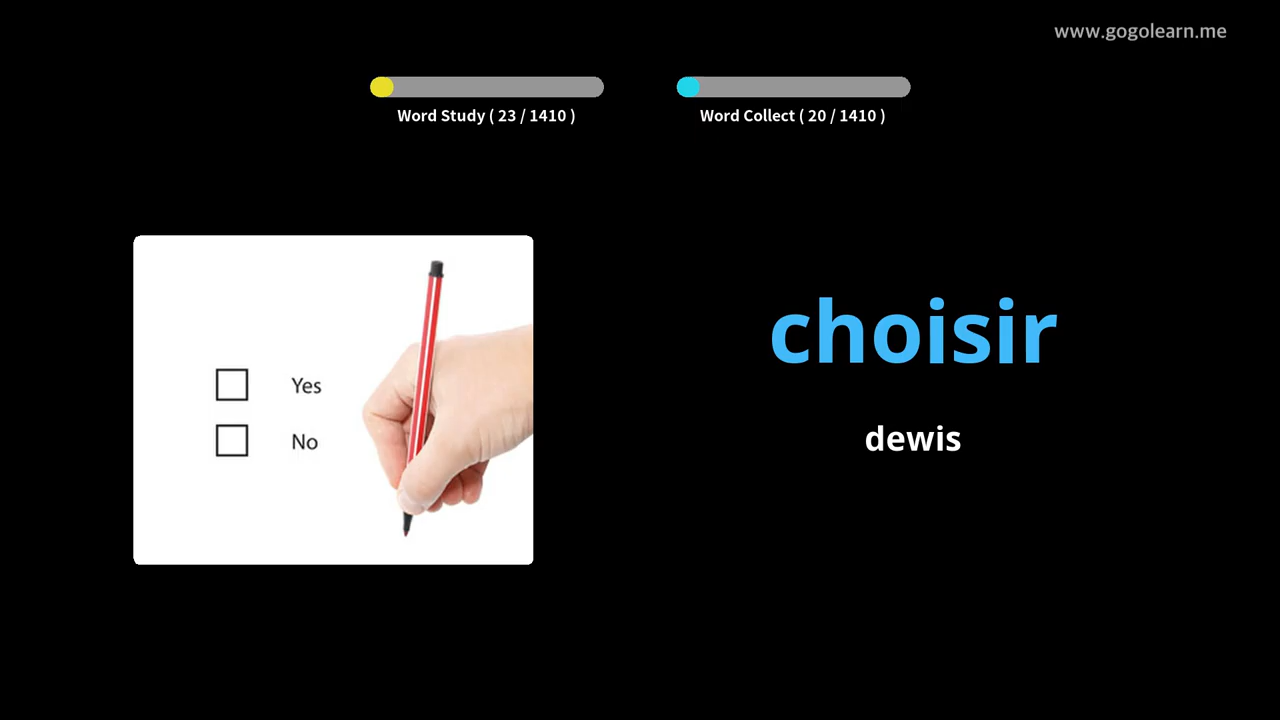 www.gogolearn.me
Word Study ( 23 / 1410 )
Word Collect ( 20 / 1410 )
Yes
No
choisir
dewis